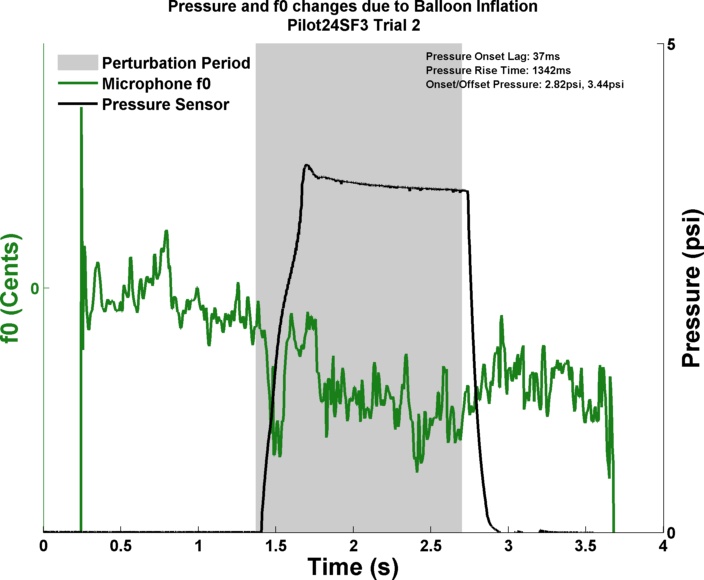 Pressure and f0 changes due to Balloon Inflation
Pilot24SF3 Trial 2
Perturbation Period
Microphone f0
Pressure Sensor
Pressure Onset Lag: 37ms
Pressure Rise Time: 1342ms
Onset/Offset Pressure: 2.82psi, 3.44psi
5
0
f0 (Cents)
Pressure (psi)
0
0
0.5
1
1.5
2
2.5
3
3.5
4
Time (s)